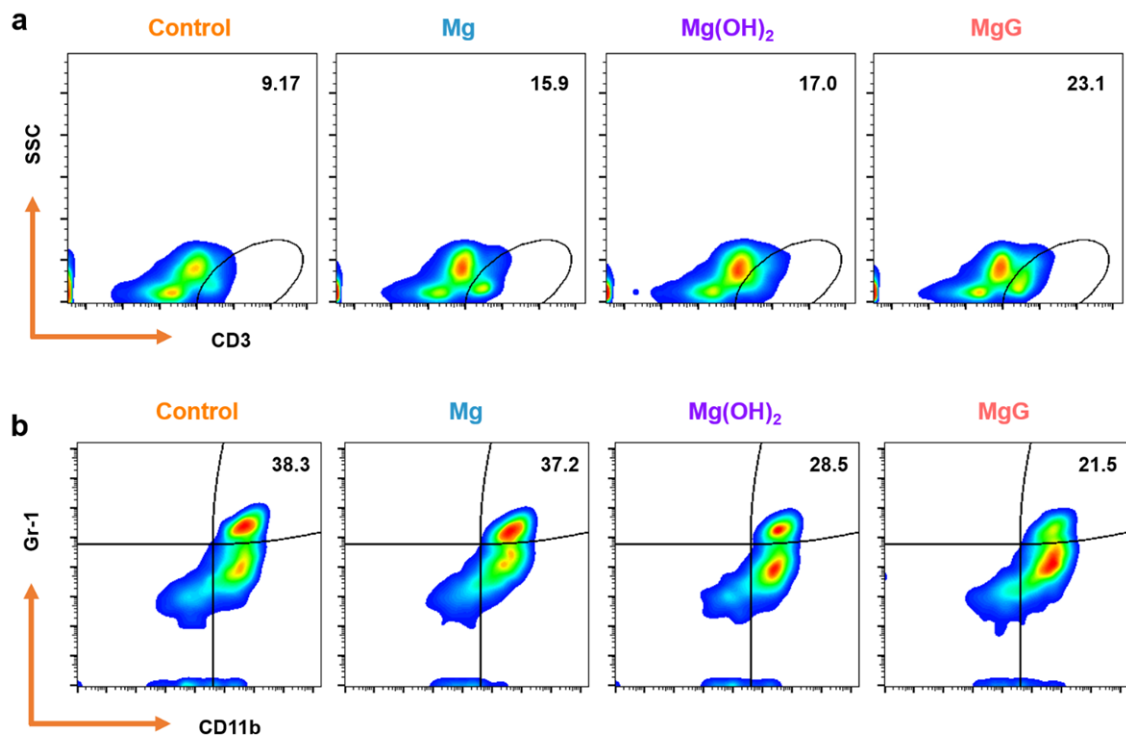 a
Control Mg Mg(OH)₂ MgG
9.17 15.9 17.0 23.1
SSC
CD3
b
Control Mg Mg(OH)₂ MgG
38.3 37.2 28.5 21.5
Gr-1
CD11b